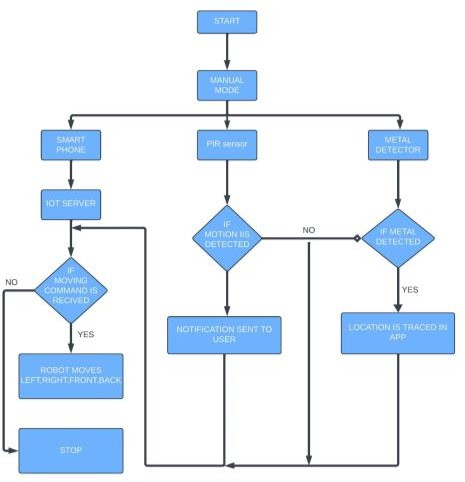 START
MANUAL
MODE
SMART
PHONE
PIR sensor
METAL
DETECTOR
IOT SERVER
IF
MOTION IIS
DETECTED
NO
IF METAL
DETECTED
IF
MOVING
COMMAND IS
RECIVED
NO
YES
YES
NOTIFICATION SENT TO
USER
LOCATION IS TRACED IN
APP
ROBOT MOVES
LEFT,RIGHT,FRONT,BACK
STOP